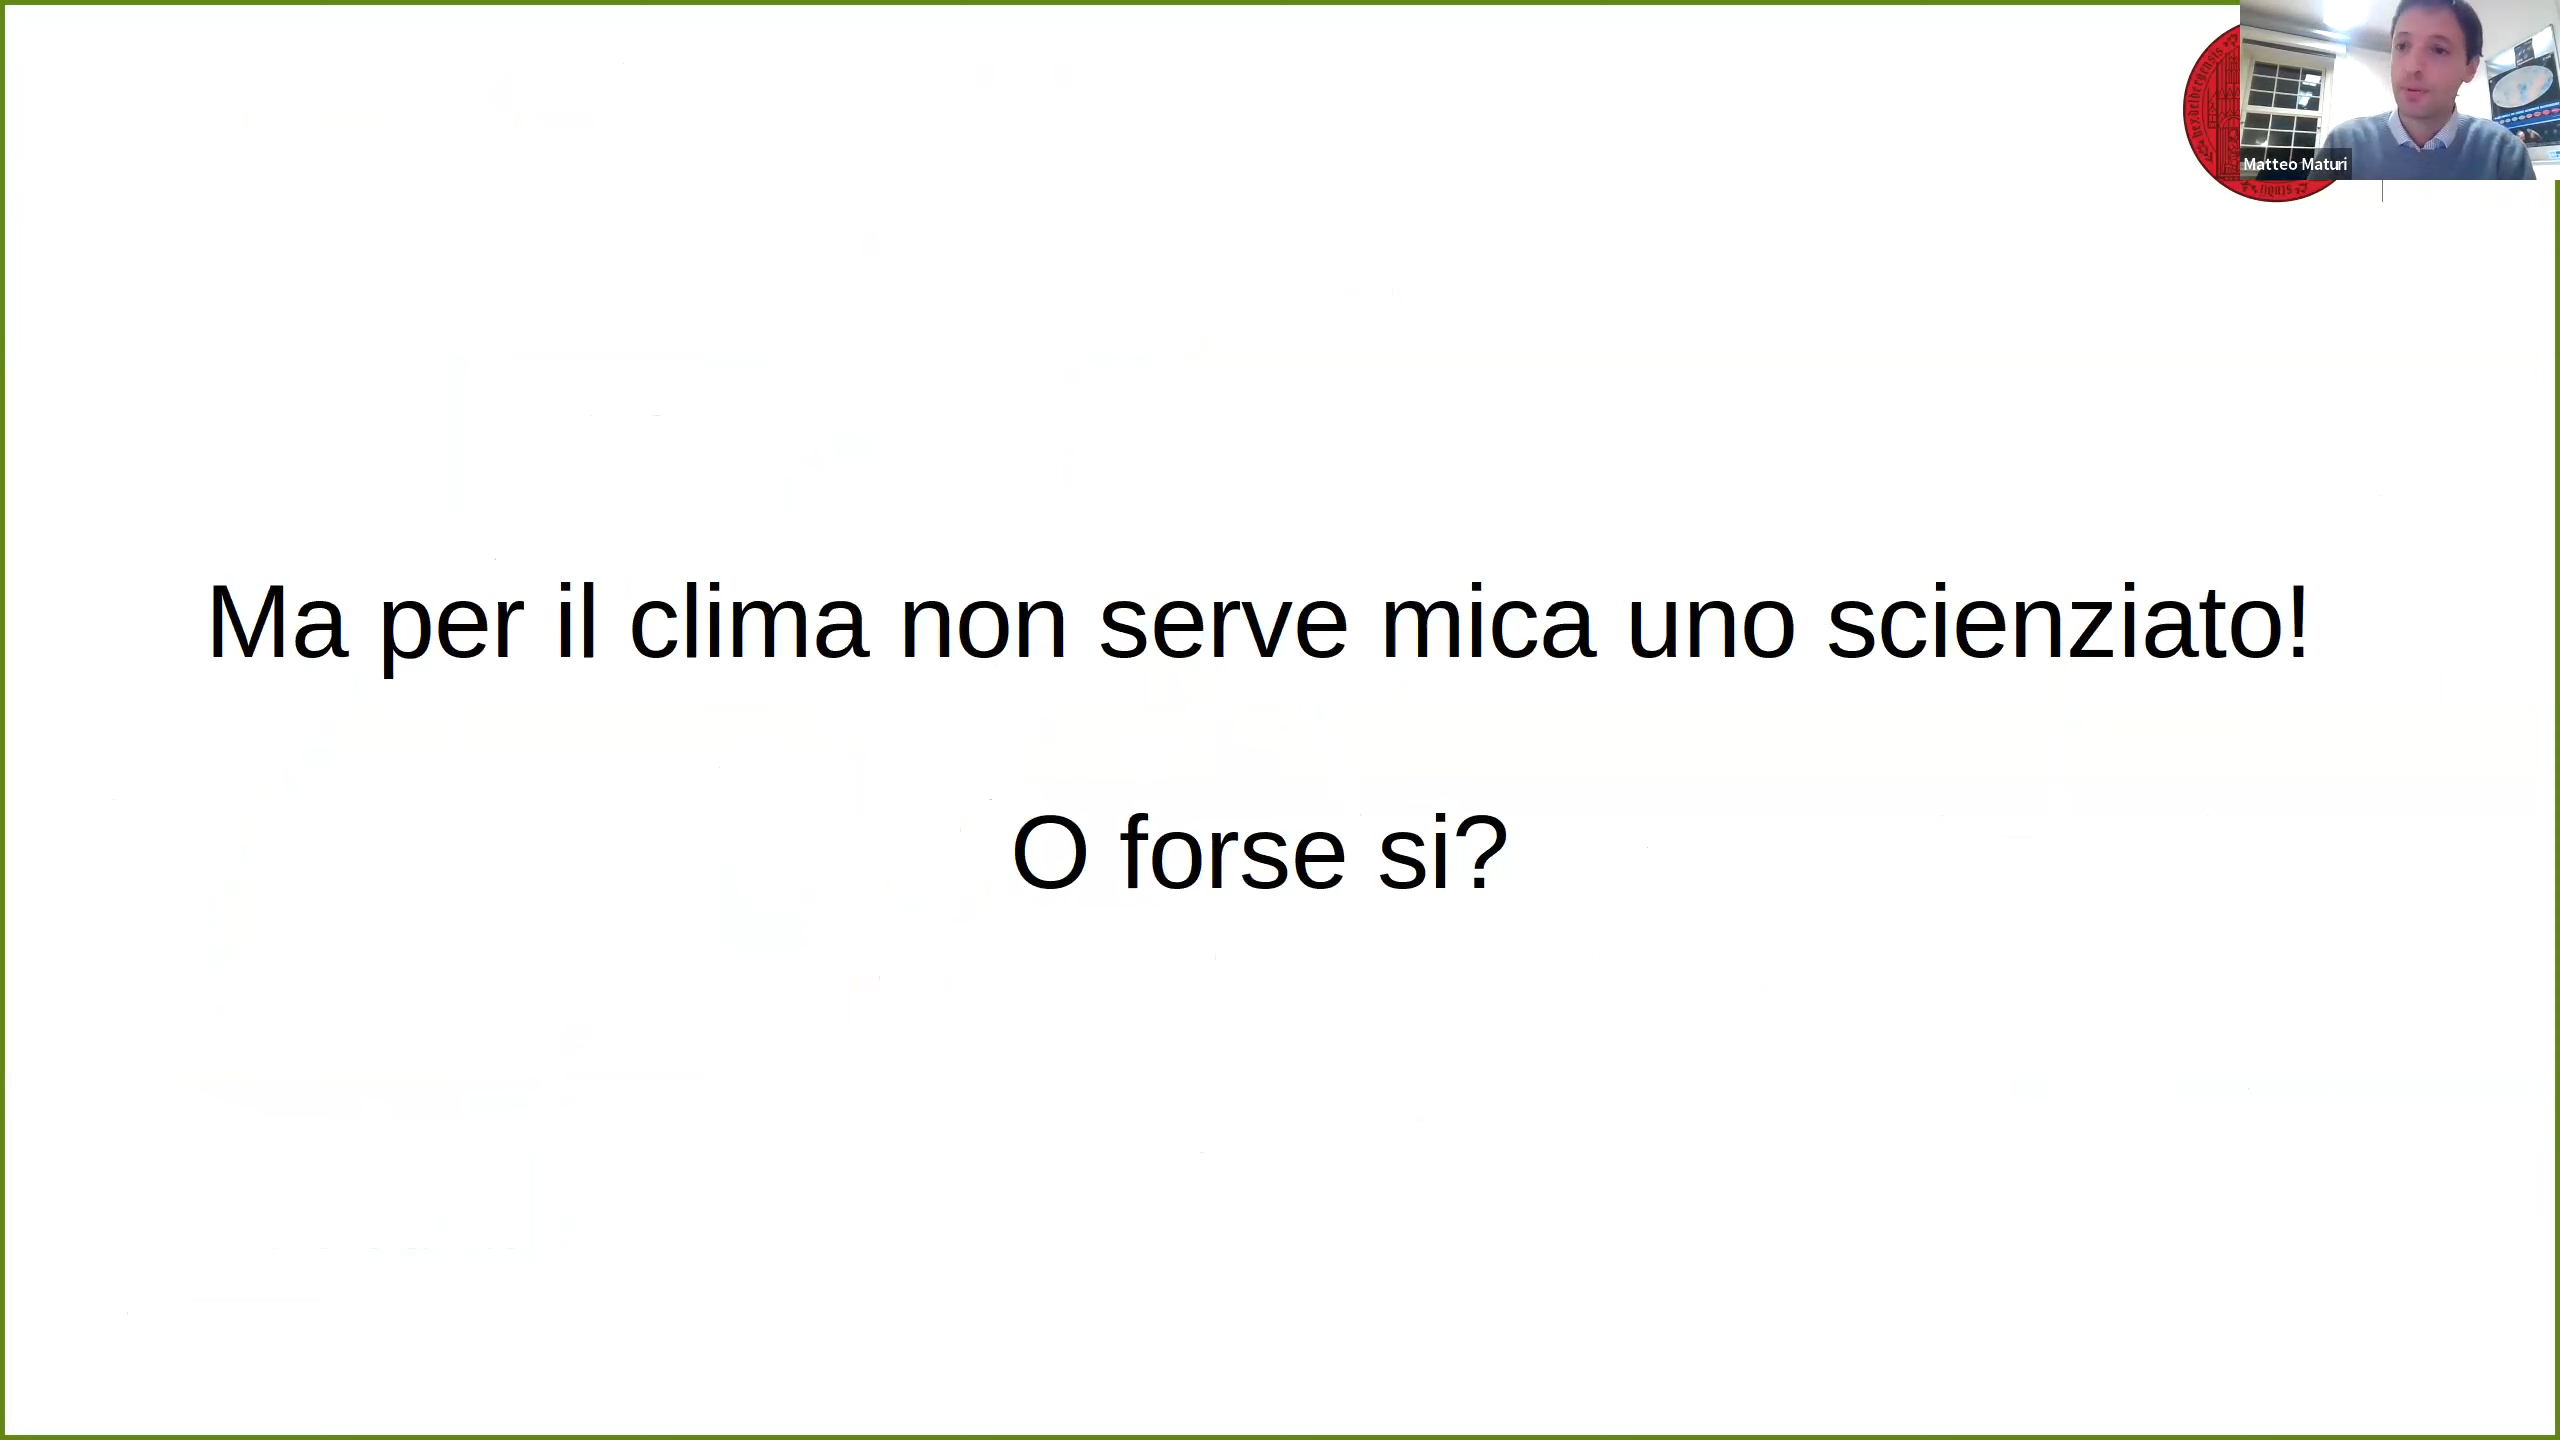 Matteo Maturi
Ma per il clima non serve mica uno scienziato!
O forse si?